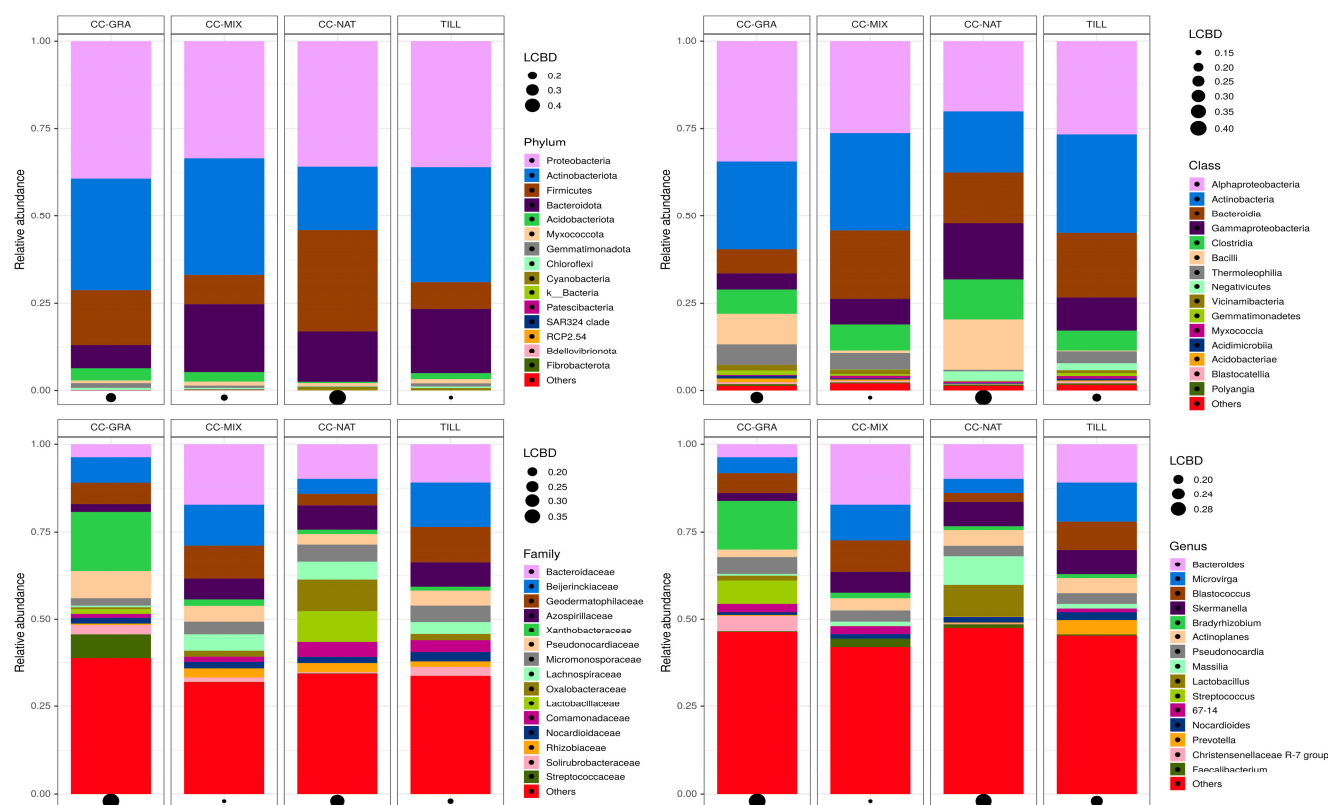 CC-GRA CC-MIX CC-NAT TILL
1.00
0.75
0.50
0.25
0.00
Relative abundance
LCBD
0.2
0.3
0.4
Phylum
Proteobacteria
Actinobacteriota
Firmicutes
Bacteroidota
Acidobacteriota
Myxococcota
Gemmatimonadota
Chloroflexi
Cyanobacteria
k__Bacteria
Patescibacteria
SAR324 clade
RCP2.54
Bdellovibrionota
Fibrobacterota
Others
CC-GRA CC-MIX CC-NAT TILL
1.00
0.75
0.50
0.25
0.00
Relative abundance
LCBD
0.15
0.20
0.25
0.30
0.35
0.40
Class
Alphaproteobacteria
Actinobacteria
Bacteroidia
Gammaproteobacteria
Clostridia
Bacilli
Thermoleophilia
Negativicutes
Vicinamibacteria
Gemmatimonadetes
Myxococcia
Acidimicrobiia
Acidobacteriae
Blastocatellia
Polyangia
Others
CC-GRA CC-MIX CC-NAT TILL
1.00
0.75
0.50
0.25
0.00
Relative abundance
LCBD
0.20
0.25
0.30
0.35
Family
Bacteroidaceae
Beijerinckiaceae
Geodermatophilaceae
Azospirillaceae
Xanthobacteraceae
Pseudonocardiaceae
Micromonosporaceae
Lachnospiraceae
Oxalobacteraceae
Lactobacillaceae
Comamonadaceae
Nocardioidaceae
Rhizobiaceae
Solirubrobacteraceae
Streptococcaceae
Others
CC-GRA CC-MIX CC-NAT TILL
1.00
0.75
0.50
0.25
0.00
Relative abundance
LCBD
0.20
0.24
0.28
Genus
Bacteroides
Microvirga
Blastococcus
Skermanella
Bradyrhizobium
Actinoplanes
Pseudonocardia
Massilia
Lactobacillus
Streptococcus
67-14
Nocardioides
Prevotella
Christensenellaceae R-7 group
Faecalibacterium
Others